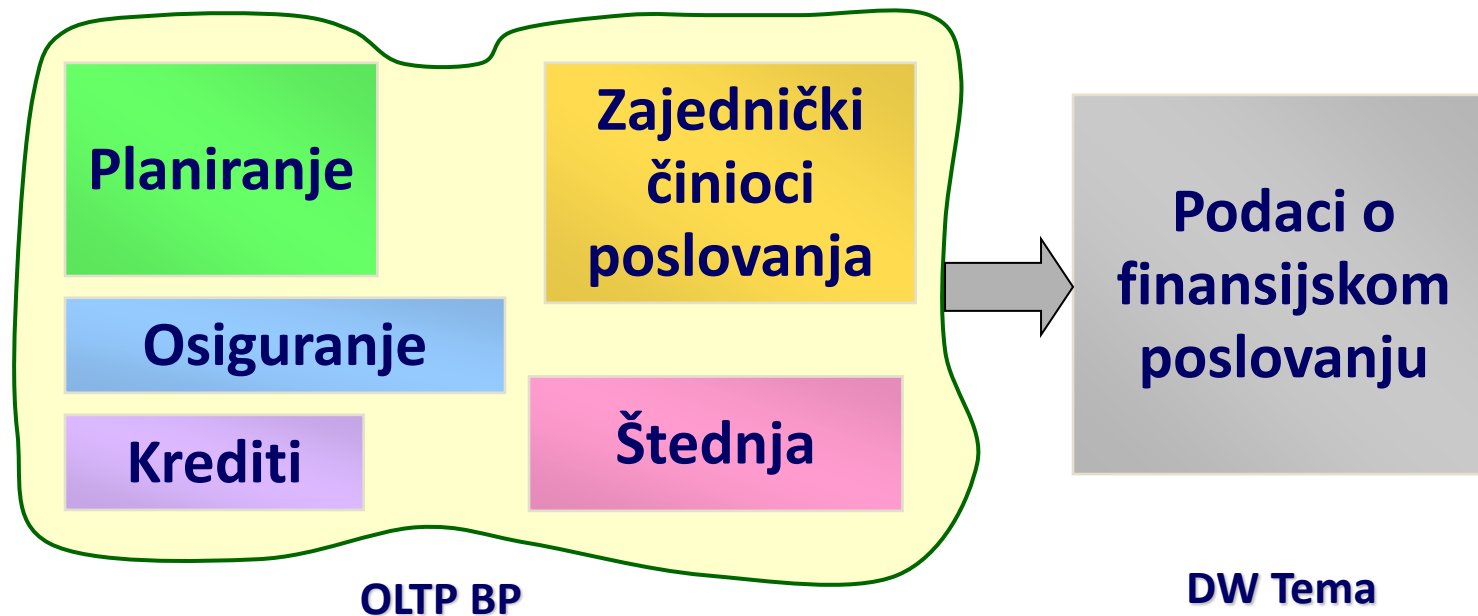 Planiranje
Zajednički
činioci
poslovanja
Osiguranje
Krediti
Štednja
Podaci o
finansijskom
poslovanju
OLTP BP
DW Tema